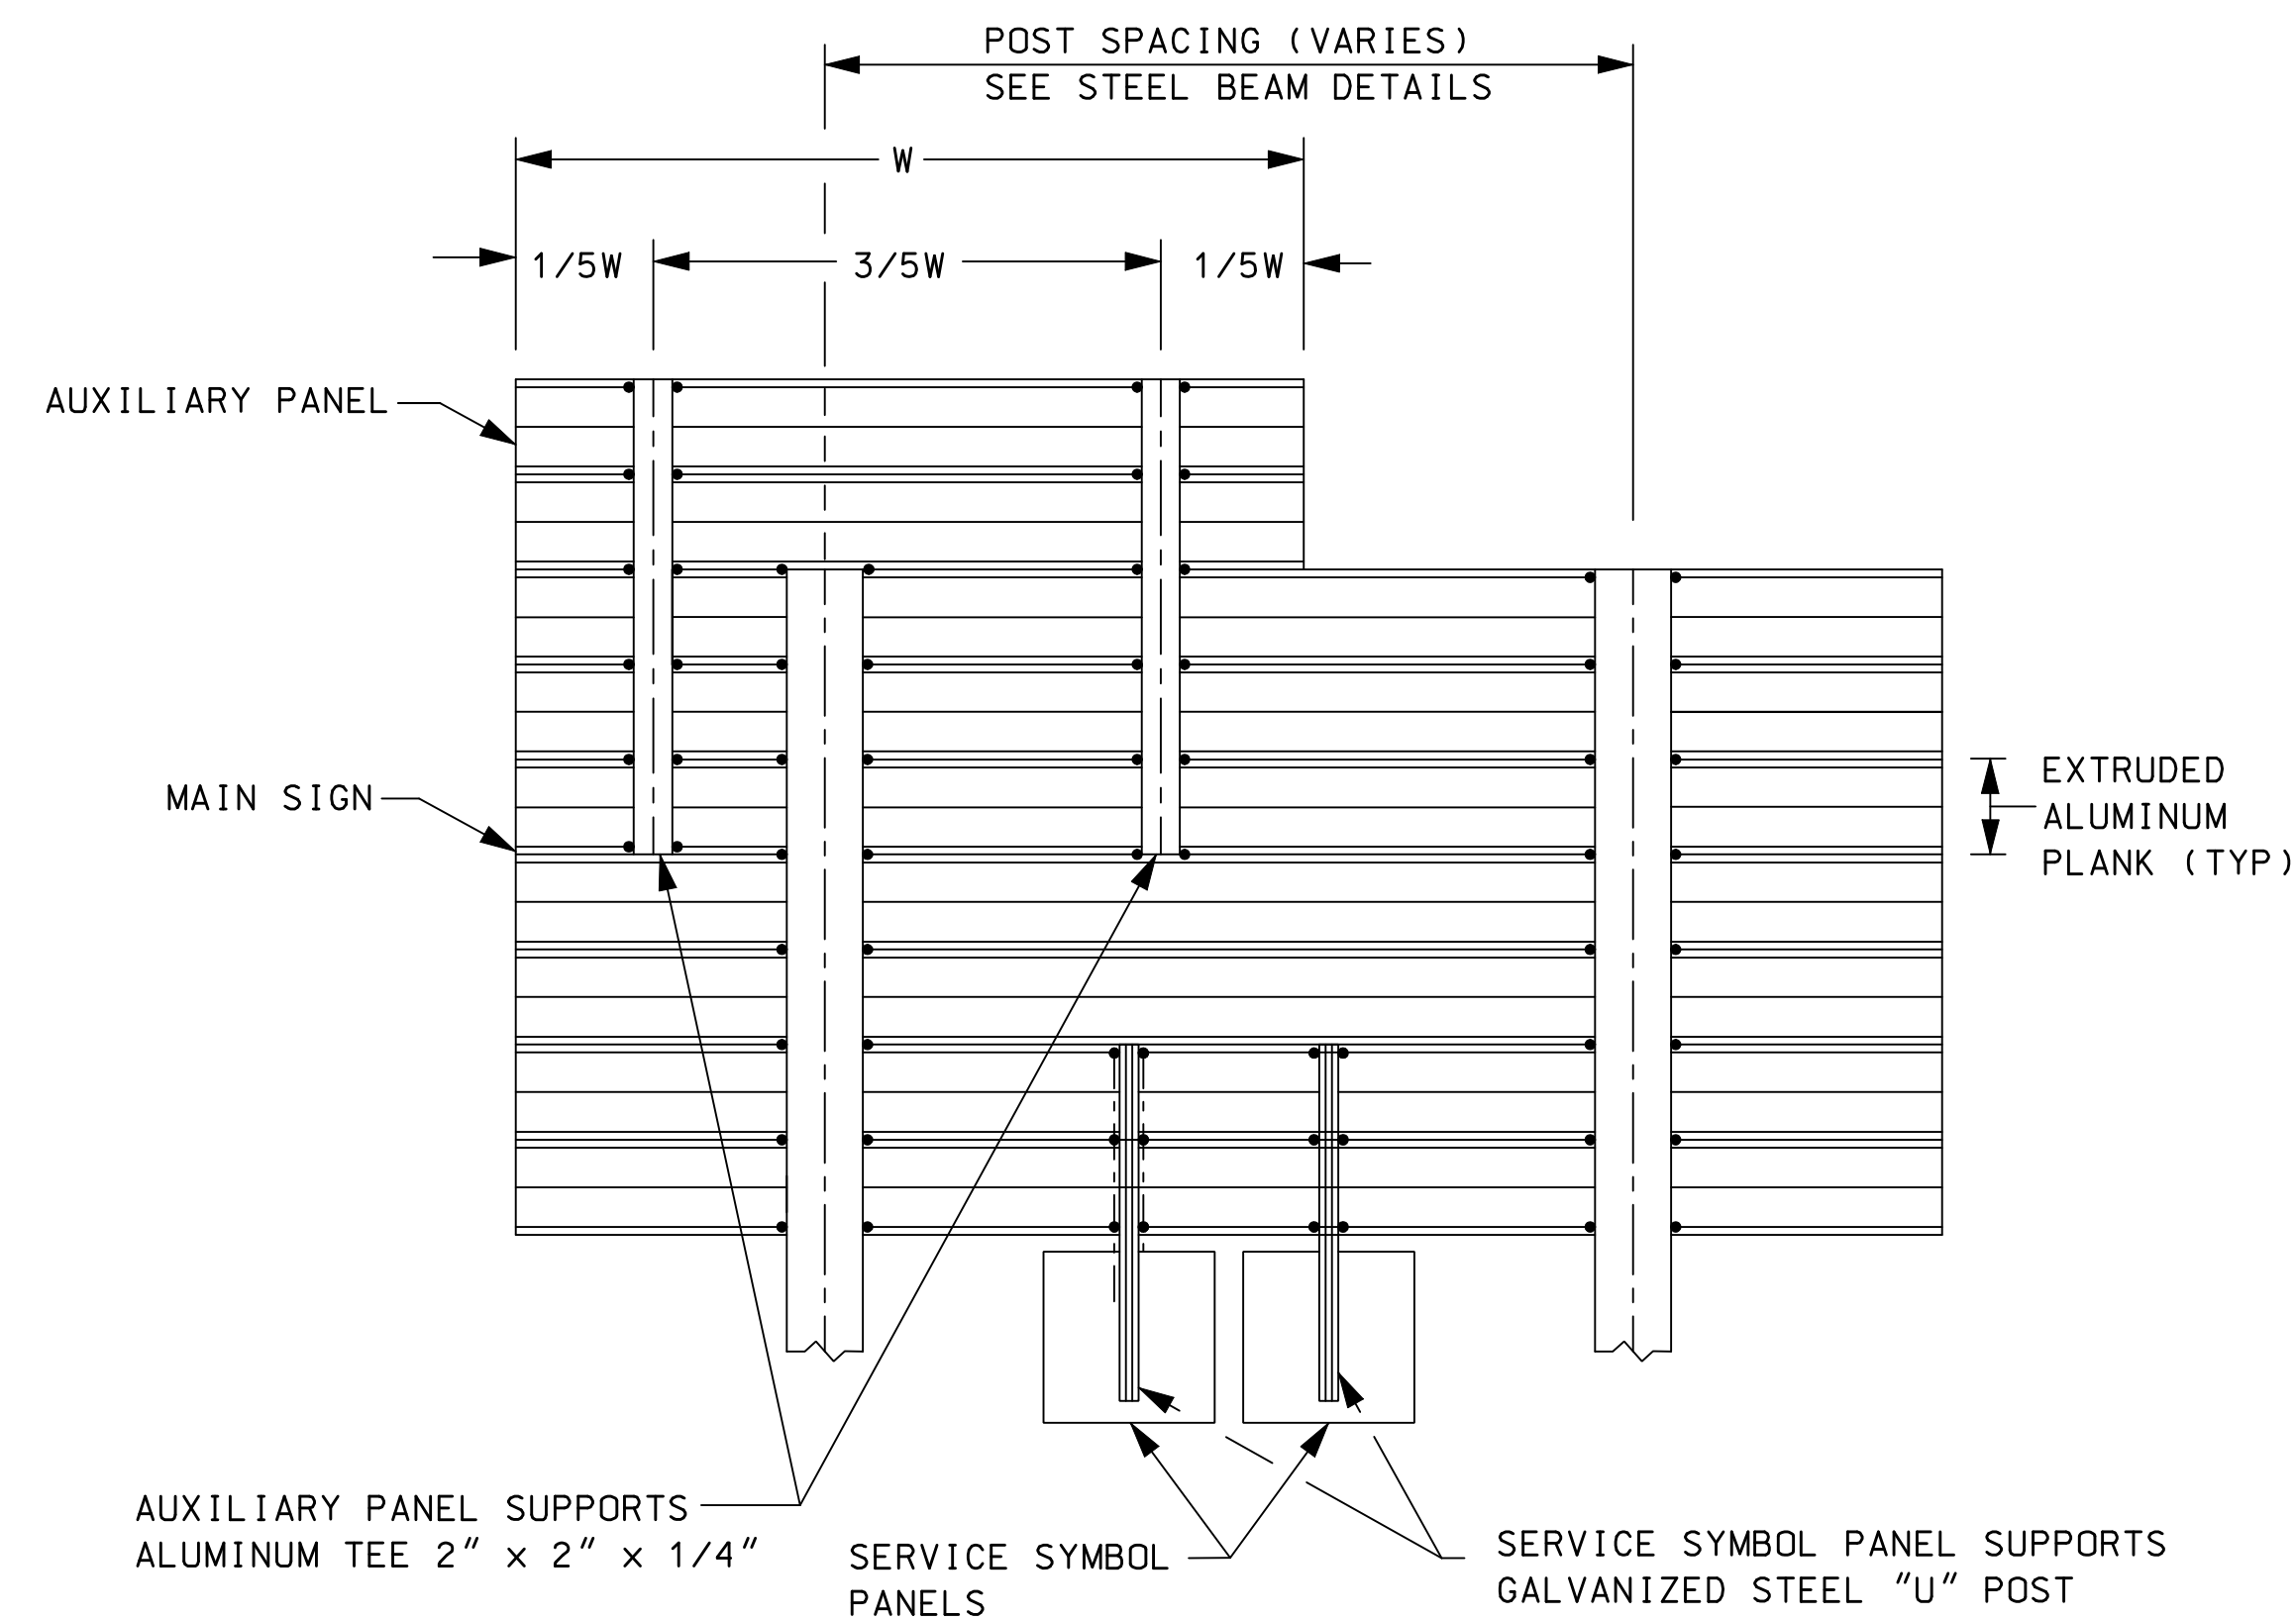 POST SPACING (VARIES)
SEE STEEL BEAM DETAILS
W
1/5W
3/5W
1/5W
AUXILIARY PANEL
MAIN SIGN
EXTRUDED
ALUMINUM
PLANK (TYP)
AUXILIARY PANEL SUPPORTS
ALUMINUM TEE 2" x 2" x 1/4"
SERVICE SYMBOL
PANELS
SERVICE SYMBOL PANEL SUPPORTS
GALVANIZED STEEL "U" POST